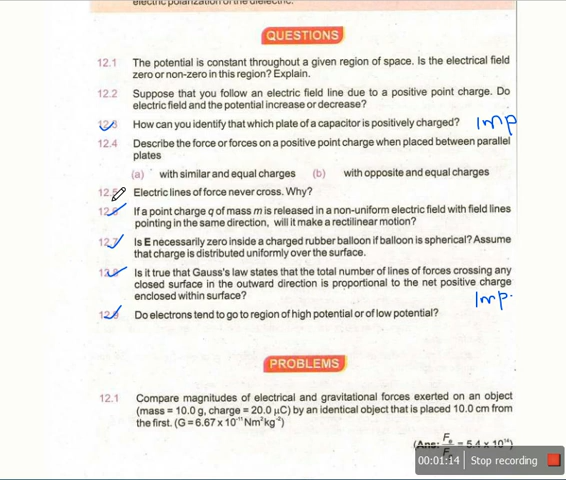 electric polarization of the dielectric.
QUESTIONS
12.1 The potential is constant throughout a given region of space. Is the electrical field
zero or non-zero in this region? Explain.
12.2 Suppose that you follow an electric field line due to a positive point charge. Do
electric field and the potential increase or decrease?
12.3 How can you identify that which plate of a capacitor is positively charged? Imp
12.4 Describe the force or forces on a positive point charge when placed between parallel
plates
(a) with similar and equal charges (b) with opposite and equal charges
12.5 Electric lines of force never cross. Why?
12.6 If a point charge q of mass m is released in a non-uniform electric field with field lines
pointing in the same direction, will it make a rectilinear motion?
12.7 Is E necessarily zero inside a charged rubber balloon if balloon is spherical? Assume
that charge is distributed uniformly over the surface.
12.8 Is it true that Gauss's law states that the total number of lines of forces crossing any
closed surface in the outward direction is proportional to the net positive charge
enclosed within surface?
Imp.
12.9 Do electrons tend to go to region of high potential or of low potential?
PROBLEMS
12.1 Compare magnitudes of electrical and gravitational forces exerted on an object
(mass = 10.0 g, charge = 20.0 μC) by an identical object that is placed 10.0 cm from
the first. (G = 6.67 x 10⁻¹¹ Nm²kg⁻²)
(Ans: Fe = 5.4 x 10¹⁴)
00:01:14 Stop recording